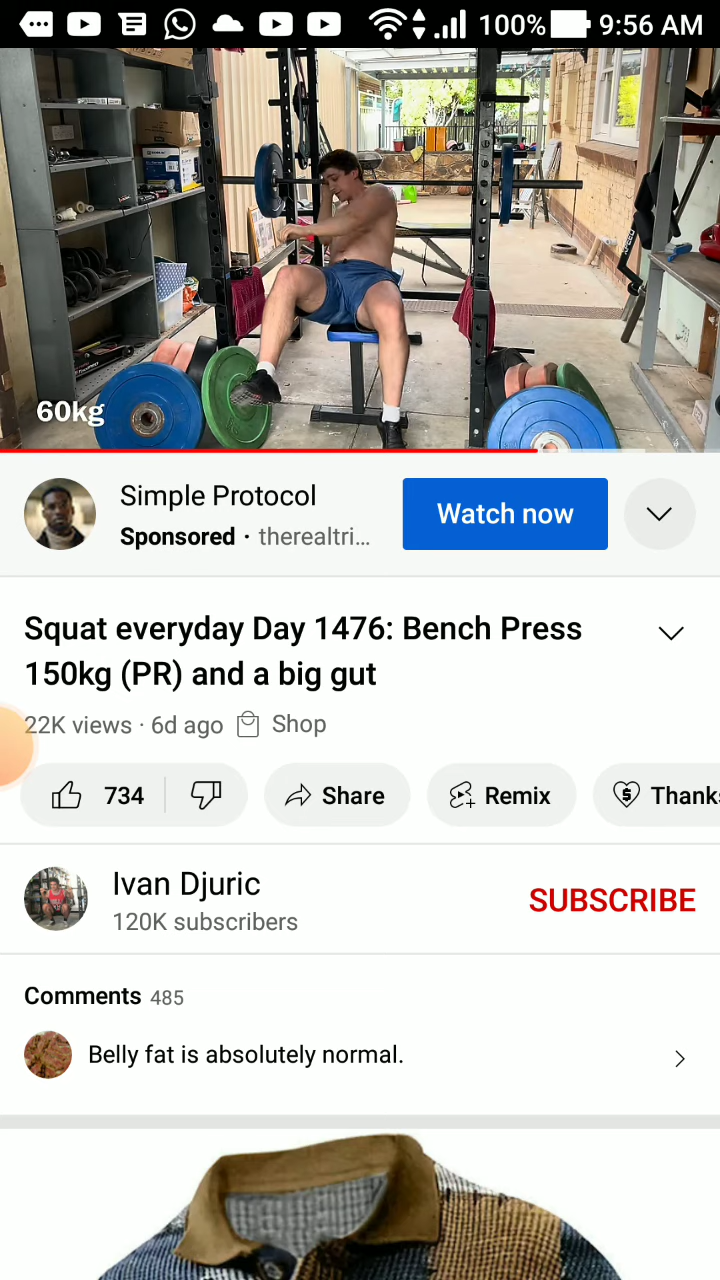 100% 9:56 AM
60kg
Simple Protocol
Sponsored · therealtri...
Watch now
Squat everyday Day 1476: Bench Press
150kg (PR) and a big gut
22K views · 6d ago Shop
734 Share Remix Thanks
Ivan Djuric
120K subscribers
SUBSCRIBE
Comments 485
Belly fat is absolutely normal.